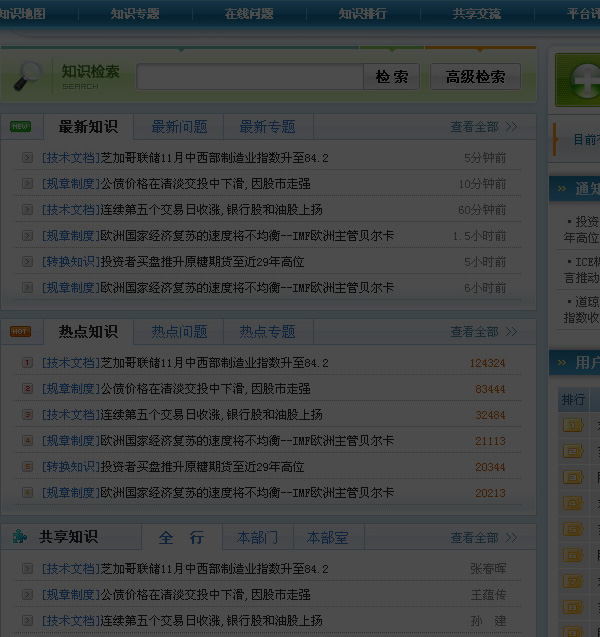 知识地图 知识专题 在线问题 知识排行 共享交流 平台评
知识检索 SEARCH 检 索 高级检索
NEW 最新知识 最新问题 最新专题 查看全部
[技术文档]芝加哥联储11月中西部制造业指数升至84.2 5分钟前
[规章制度]公债价格在清淡交投中下滑,因股市走强 10分钟前
[技术文档]连续第五个交易日收涨,银行股和油股上扬 60分钟前
[规章制度]欧洲国家经济复苏的速度将不均衡--IMF欧洲主管贝尔卡 1.5小时前
[转换知识]投资者买盘推升原糖期货至近29年高位 5小时前
[规章制度]欧洲国家经济复苏的速度将不均衡--IMF欧洲主管贝尔卡 6小时前
HOT 热点知识 热点问题 热点专题 查看全部
1 [技术文档]芝加哥联储11月中西部制造业指数升至84.2 124324
2 [规章制度]公债价格在清淡交投中下滑,因股市走强 83444
3 [技术文档]连续第五个交易日收涨,银行股和油股上扬 32484
4 [规章制度]欧洲国家经济复苏的速度将不均衡--IMF欧洲主管贝尔卡 21113
5 [转换知识]投资者买盘推升原糖期货至近29年高位 20344
6 [规章制度]欧洲国家经济复苏的速度将不均衡--IMF欧洲主管贝尔卡 20213
共享知识 全 行 本部门 本部室 查看全部
[技术文档]芝加哥联储11月中西部制造业指数升至84.2 张春晖
[规章制度]公债价格在清淡交投中下滑,因股市走强 王蕴传
[技术文档]连续第五个交易日收涨,银行股和油股上扬 孙 建
目前
通知
·投资
年高位
·ICE
言推动
·道琼
指数收
用户
排行